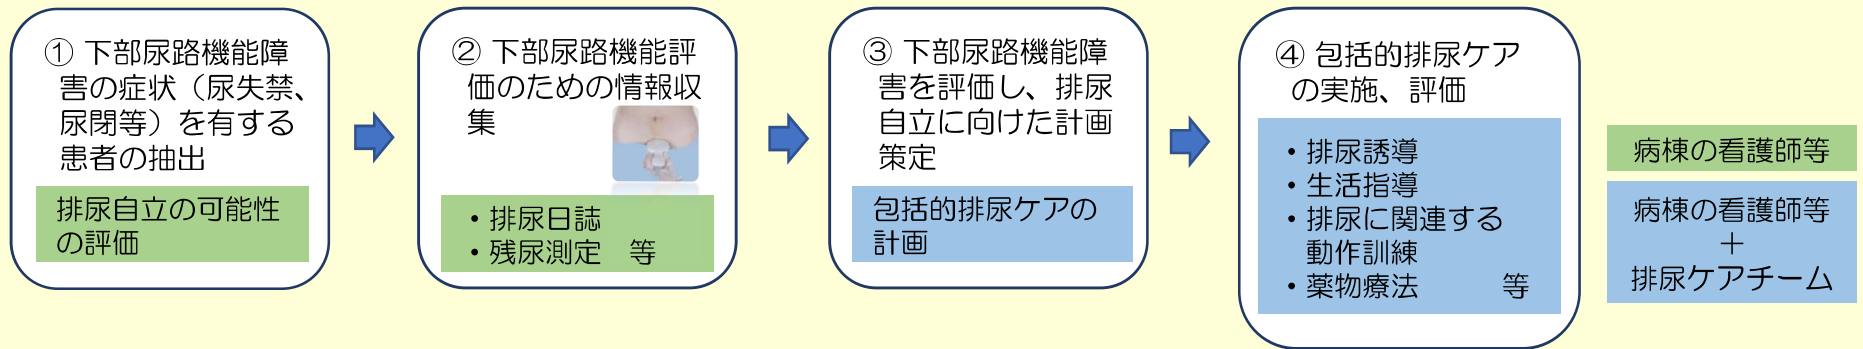 ① 下部尿路機能障
害の症状（尿失禁、
尿閉等）を有する
患者の抽出
排尿自立の可能性
の評価
② 下部尿路機能評
価のための情報収
集
・排尿日誌
・残尿測定　等
③ 下部尿路機能障
害を評価し、排尿
自立に向けた計画
策定
包括的排尿ケアの
計画
④ 包括的排尿ケア
の実施、評価
・排尿誘導
・生活指導
・排尿に関連する
動作訓練
・薬物療法　　　等
病棟の看護師等
病棟の看護師等
＋
排尿ケアチーム